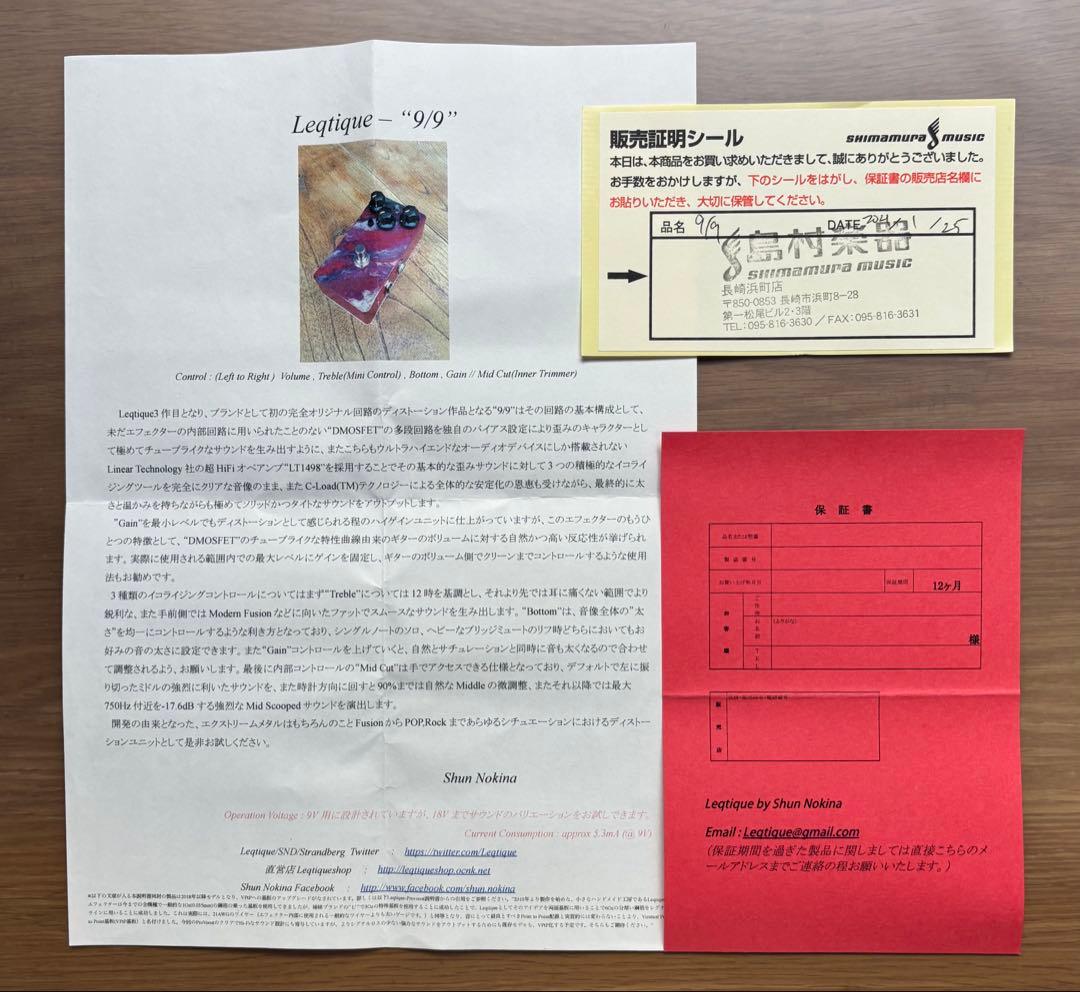 Leqtique – “9/9”
Control : (Left to Right ) Volume , Treble(Mini Control) , Bottom , Gain // Mid Cut(Inner Trimmer)
Leqtique3 作目となり、ブランドとして初の完全オリジナル回路のディストーション作品となる"9/9"はその回路の基本構成として、
未だエフェクターの内部回路に用いられたことのない"DMOSFET"の多段回路を独自のバイアス設定により歪みのキャラクターとし
て極めてチューブライクなサウンドを生み出すように、またこちらもウルトラハイエンドなオーディオデバイスにしか搭載されない
Linear Technology 社の超 HiFi オペアンプ"LT1498"を採用することでその基本的な歪みサウンドに対して 3 つの積極的なイコライ
ジングツールを完全にクリアな音像のまま、また C-Load(TM)テクノロジーによる全体的な安定化の恩恵も受けながら、最終的に太
さと温かみを持ちながらも極めてソリッドかつタイトなサウンドをアウトプットします。
"Gain"を最小レベルでもディストーションとして感じられる程のハイゲインユニットに仕上がっていますが、このエフェクターのもうひ
とつの特徴として、"DMOSFET"のチューブライクな特性曲線由来のギターのボリュームに対する自然かつ高い反応性が挙げられ
ます。実際に使用される範囲内での最大レベルにゲインを固定し、ギターのボリューム側でクリーンまでコントロールするような使用
法もお勧めです。
3 種類のイコライジングコントロールについてはまず"Treble"については 12 時を基調とし、それより先では耳に痛くない範囲でより
鋭利な、また手前側では Modern Fusion などに向いたファットでスムースなサウンドを生み出します。"Bottom"は、音像全体の"太
さ"を均一にコントロールするような利き方となっており、シングルノートのソロ、ヘビーなブリッジミュートのリフ時どちらにおいてもお
好みの音の太さに設定できます。また"Gain"コントロールを上げていくと、自然とサチュレーションと同時に音も太くなるので合わせ
て調整されるよう、お願いします。最後に内部コントロールの"Mid Cut"は手でアクセスできる仕様となっており、デフォルトで左に振
り切ったミドルの強烈に利いたサウンドを、また時計方向に回すと 90%までは自然な Middle の微調整、またそれ以降では最大
750Hz 付近を-17.6dB する強烈な Mid Scooped サウンドを演出します。
開発の由来となった、エクストリームメタルはもちろんのこと Fusion から POP,Rock まであらゆるシチュエーションにおけるディストー
ションユニットとして是非お試しください。
Shun Nokina
Operation Voltage : 9V 用に設計されていますが、18V までサウンドのバリエーションをお試しできます。
Current Consumption : approx 5.3mA (@ 9V)
Leqtique/SND/Strandberg Twitter : https://twitter.com/Leqtique
直営店 Leqtiqueshop : http://leqtiqueshop.ocnk.net
Shun Nokina Facebook : http://www.facebook.com/shun.nokina
販売証明シール
SHIMAMURA MUSIC
本日は、本商品をお買い求めいただきまして、誠にありがとうございました。
お手数をおかけしますが、下のシールをはがし、保証書の販売店名欄に
お貼りいただき、大切に保管してください。
品名 9/9 DATE 1/25
島村楽器
SHIMAMURA MUSIC
長崎浜町店
〒850-0853 長崎市浜町8-28
第一松尾ビル2・3階
TEL:095-816-3630 / FAX:095-816-3631
保証書
品名または型番
製品番号
お買い上げ年月日 保証期間 12ヶ月
お客様
ご住所
お名前 (ふりがな) 様
TEL
販売店
Leqtique by Shun Nokina
Email : Leqtique@gmail.com
(保証期間を過ぎた製品に関しましては直接こちらのメ
ールアドレスまでご連絡の程お願いいたします。)